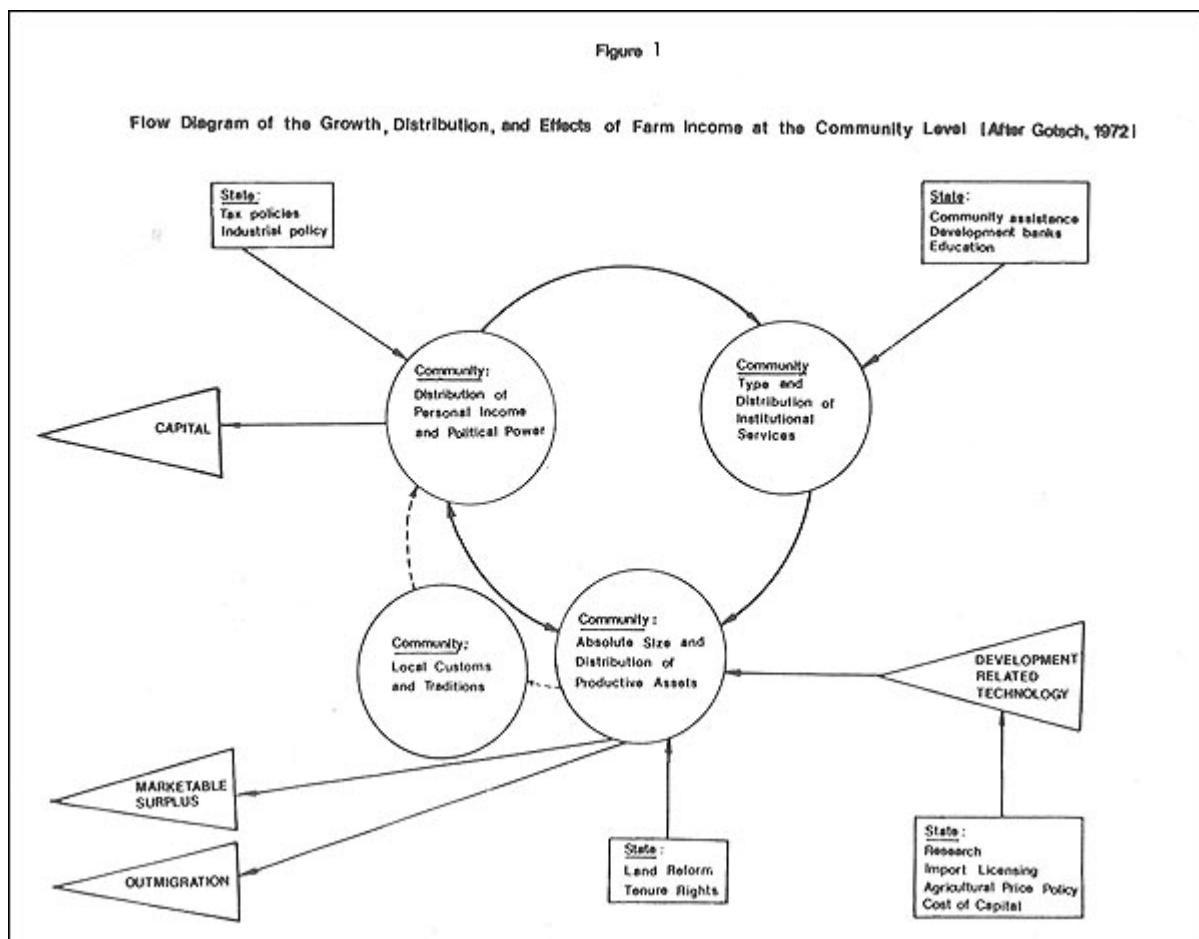 Figure 1
Flow Diagram of the Growth, Distribution, and Effects of Farm Income at the Community Level [After Gotsch, 1972]
State:
Tax policies
Industrial policy
State:
Community assistance
Development banks
Education
Community:
Distribution of
Personal Income
and Political Power
Community
Type and
Distribution of
Institutional
Services
CAPITAL
Community:
Local Customs
and Traditions
Community:
Absolute Size and
Distribution of
Productive Assets
DEVELOPMENT
RELATED
TECHNOLOGY
MARKETABLE
SURPLUS
OUTMIGRATION
State:
Land Reform
Tenure Rights
State:
Research
Import Licensing
Agricultural Price Policy
Cost of Capital